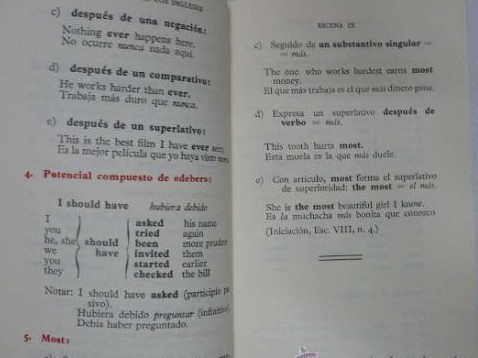 INGLESES
c) después de una negación:
Nothing ever happens here.
No ocurre nunca nada aquí.
d) después de un comparativo:
He works harder than ever.
Trabaja más duro que nunca.
e) después de un superlativo:
This is the best film I have ever seen.
Es la mejor película que yo haya visto
4. Potencial compuesto de «deber»:
I should have hubiera debido
I
you
he, she
we
you
they
should
have
asked his name
tried again
been more prudent
invited them
started earlier
checked the bill
Notar: I should have asked (participio pa
sivo).
Hubiera debido preguntar (infinitivo)
Debía haber preguntado.
5. Most:
ESCENA IX
c) Seguido de un substantivo singular =
= más.
The one who works hardest earns most
money.
El que más trabaja es el que más dinero gana.
d) Expresa un superlativo después de
verbo = más.
This tooth hurts most.
Esta muela es la que más duele.
e) Con artículo, most forma el superlativo
de superioridad: the most = el más.
She is the most beautiful girl I know.
Es la muchacha más bonita que conozco
(Iniciación, Esc. VIII, n. 4.)